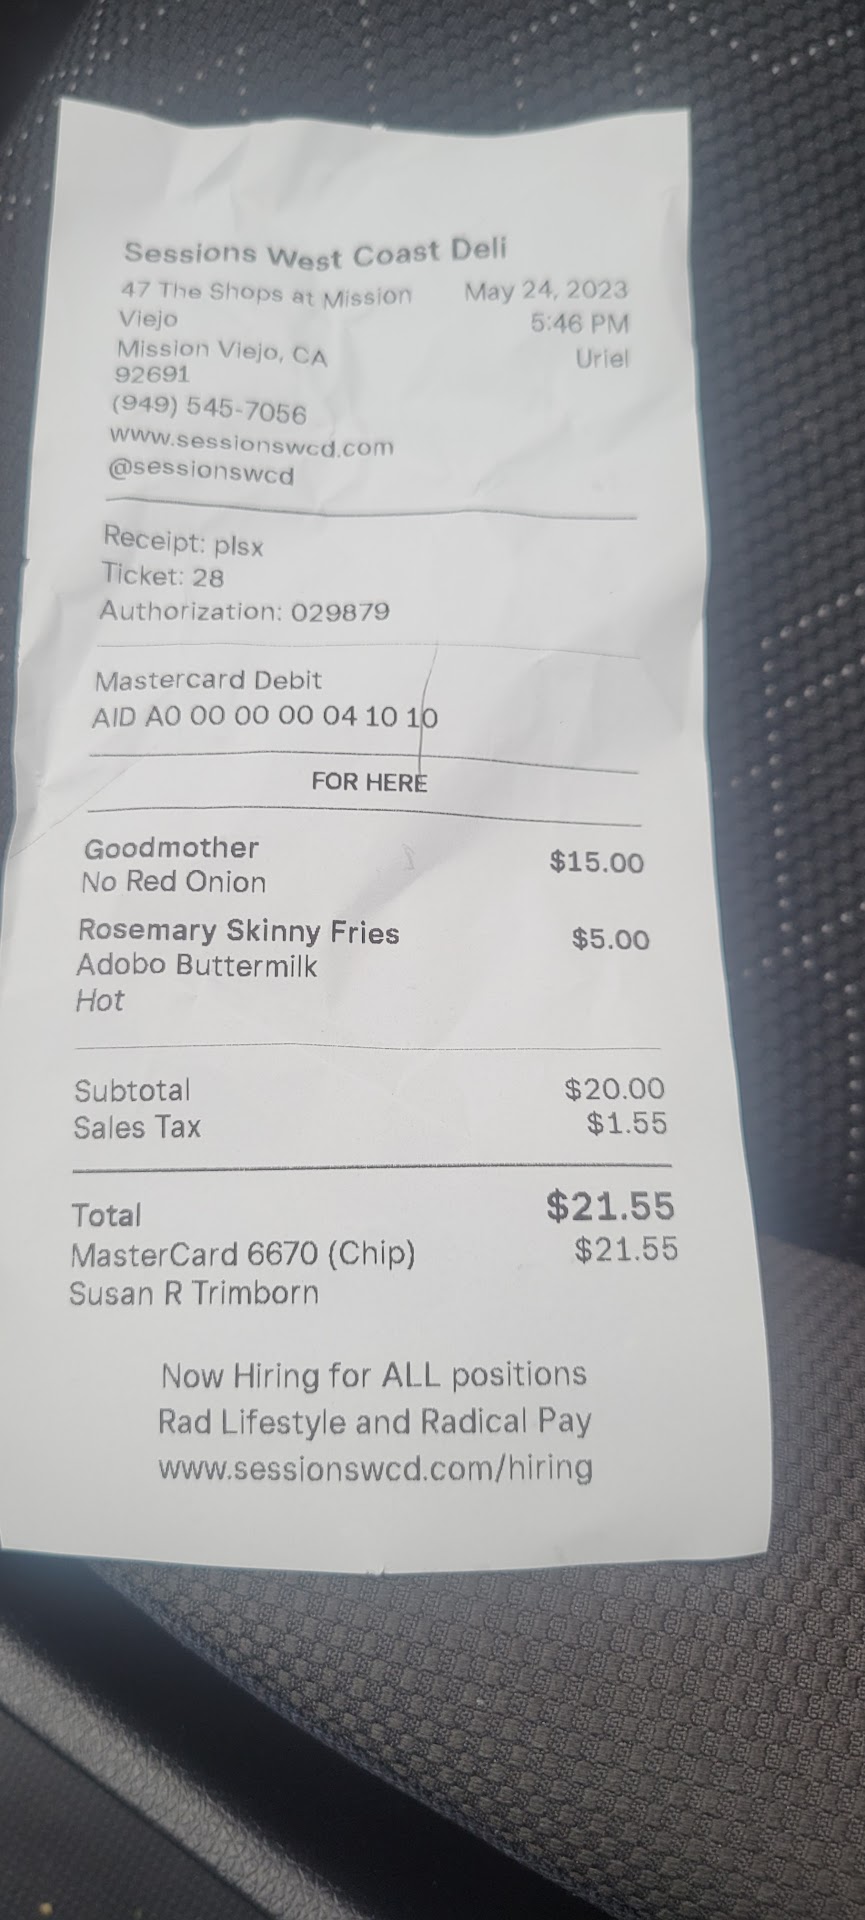 Sessions West Coast Deli
47 The Shops at Mission Viejo
May 24, 2023
5:46 PM
Uriel
Mission Viejo, CA
92691
(949) 545-7056
www.sessionswcd.com
@sessionswcd
Receipt: plsx
Ticket: 28
Authorization: 029879
Mastercard Debit
AID A0 00 00 00 04 10 10
FOR HERE
Goodmother $15.00
No Red Onion
Rosemary Skinny Fries $5.00
Adobo Buttermilk
Hot
Subtotal $20.00
Sales Tax $1.55
Total $21.55
MasterCard 6670 (Chip) $21.55
Susan R Trimborn
Now Hiring for ALL positions
Rad Lifestyle and Radical Pay
www.sessionswcd.com/hiring